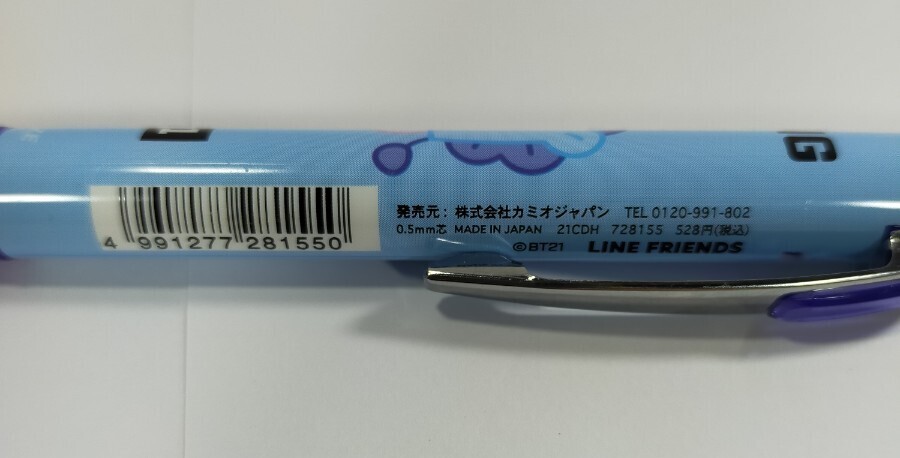 NG
4 991277 281550
発売元：株式会社カミオジャパン TEL 0120-991-802
0.5mm芯 MADE IN JAPAN 21CDH 728155 528円(税込)
©BT21 LINE FRIENDS